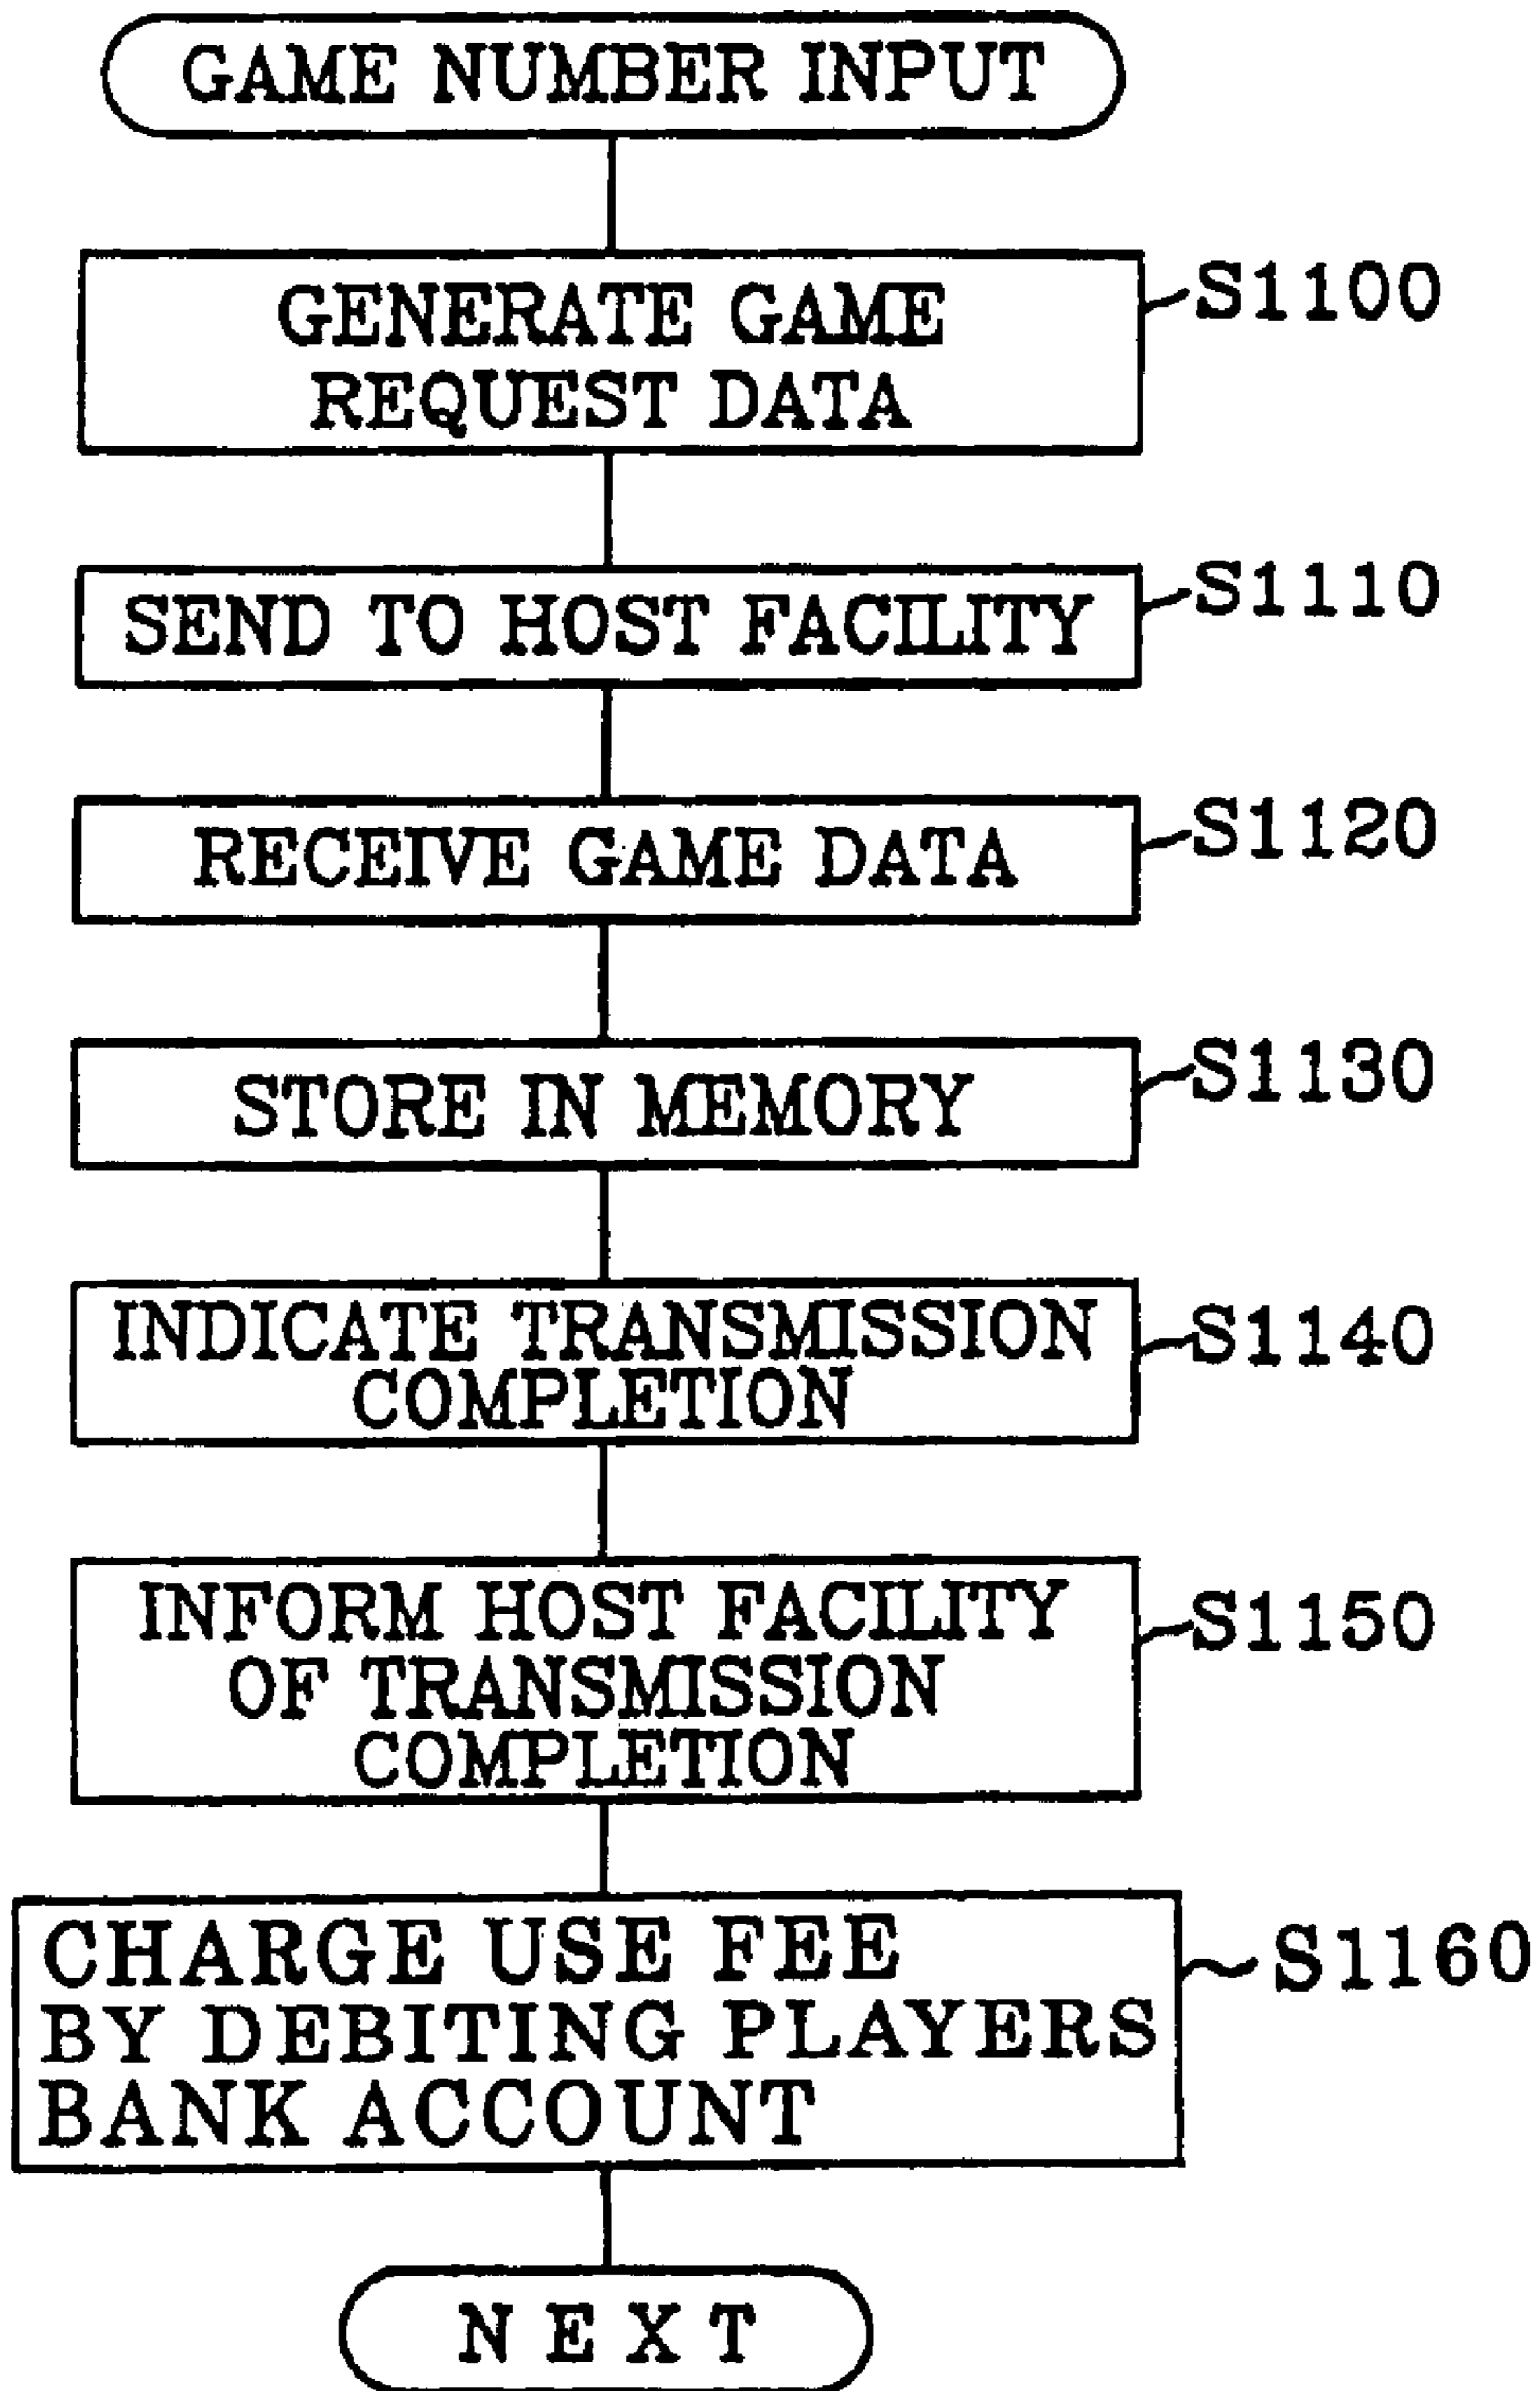 GAME NUMBER INPUT
GENERATE GAME
REQUEST DATA
S1100
SEND TO HOST FACILITY
S1110
RECEIVE GAME DATA
S1120
STORE IN MEMORY
S1130
INDICATE TRANSMISSION
COMPLETION
S1140
INFORM HOST FACILITY
OF TRANSMISSION
COMPLETION
S1150
CHARGE USE FEE
BY DEBITING PLAYERS
BANK ACCOUNT
S1160
NEXT